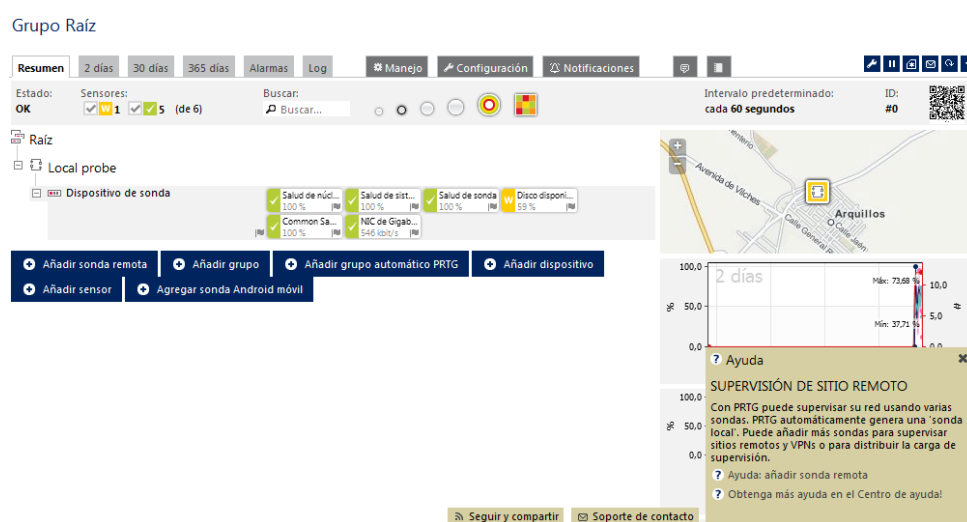 Grupo Raíz
Resumen 2 días 30 días 365 días Alarmas Log Manejo Configuración Notificaciones
Estado: Sensores: Buscar: Intervalo predeterminado: ID:
OK W 1 5 (de 6) Buscar... cada 60 segundos #0
Raíz
Local probe
Dispositivo de sonda
Salud de núcl... 100 %
Salud de sist... 100 %
Salud de sonda 100 %
W Disco disponi... 59 %
Common Sa... 100 %
NIC de Gigab... 546 kbit/s
Añadir sonda remota Añadir grupo Añadir grupo automático PRTG Añadir dispositivo
Añadir sensor Agregar sonda Android móvil
Avenida de Vilches
Arquillos
Calle General
Calle Jaén
2 días
100,0
50,0
0,0
%
Máx: 73,68 %
Mín: 37,71 %
10,0
5,0
0,0
#
100,0
50,0
0,0
%
? Ayuda
SUPERVISIÓN DE SITIO REMOTO
Con PRTG puede supervisar su red usando varias
sondas. PRTG automáticamente genera una 'sonda
local'. Puede añadir más sondas para supervisar
sitios remotos y VPNs o para distribuir la carga de
supervisión.
? Ayuda: añadir sonda remota
? Obtenga más ayuda en el Centro de ayuda!
Seguir y compartir Soporte de contacto